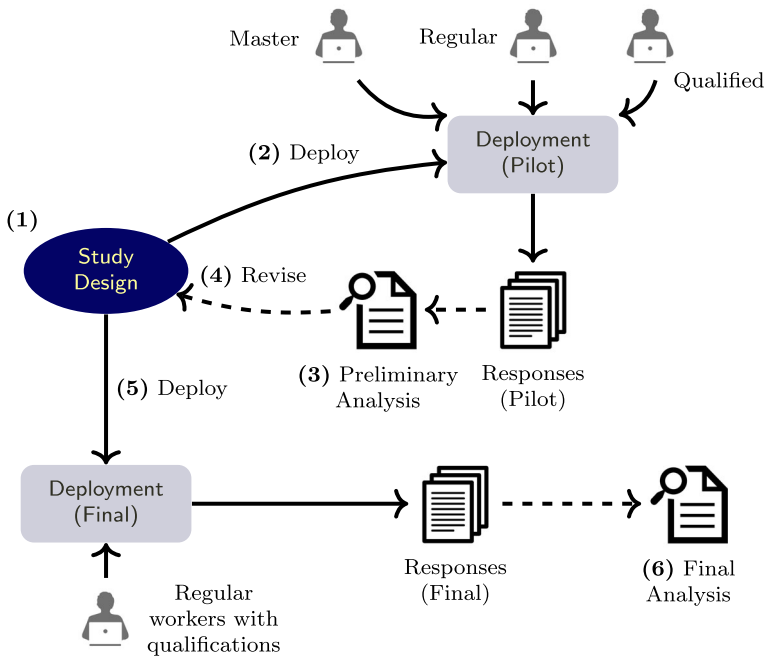 Master
Regular
Qualified
Deployment
(Pilot)
(2) Deploy
(1)
Study
Design
(4) Revise
(3) Preliminary
Analysis
Responses
(Pilot)
(5) Deploy
Deployment
(Final)
Responses
(Final)
(6) Final
Analysis
Regular
workers with
qualifications